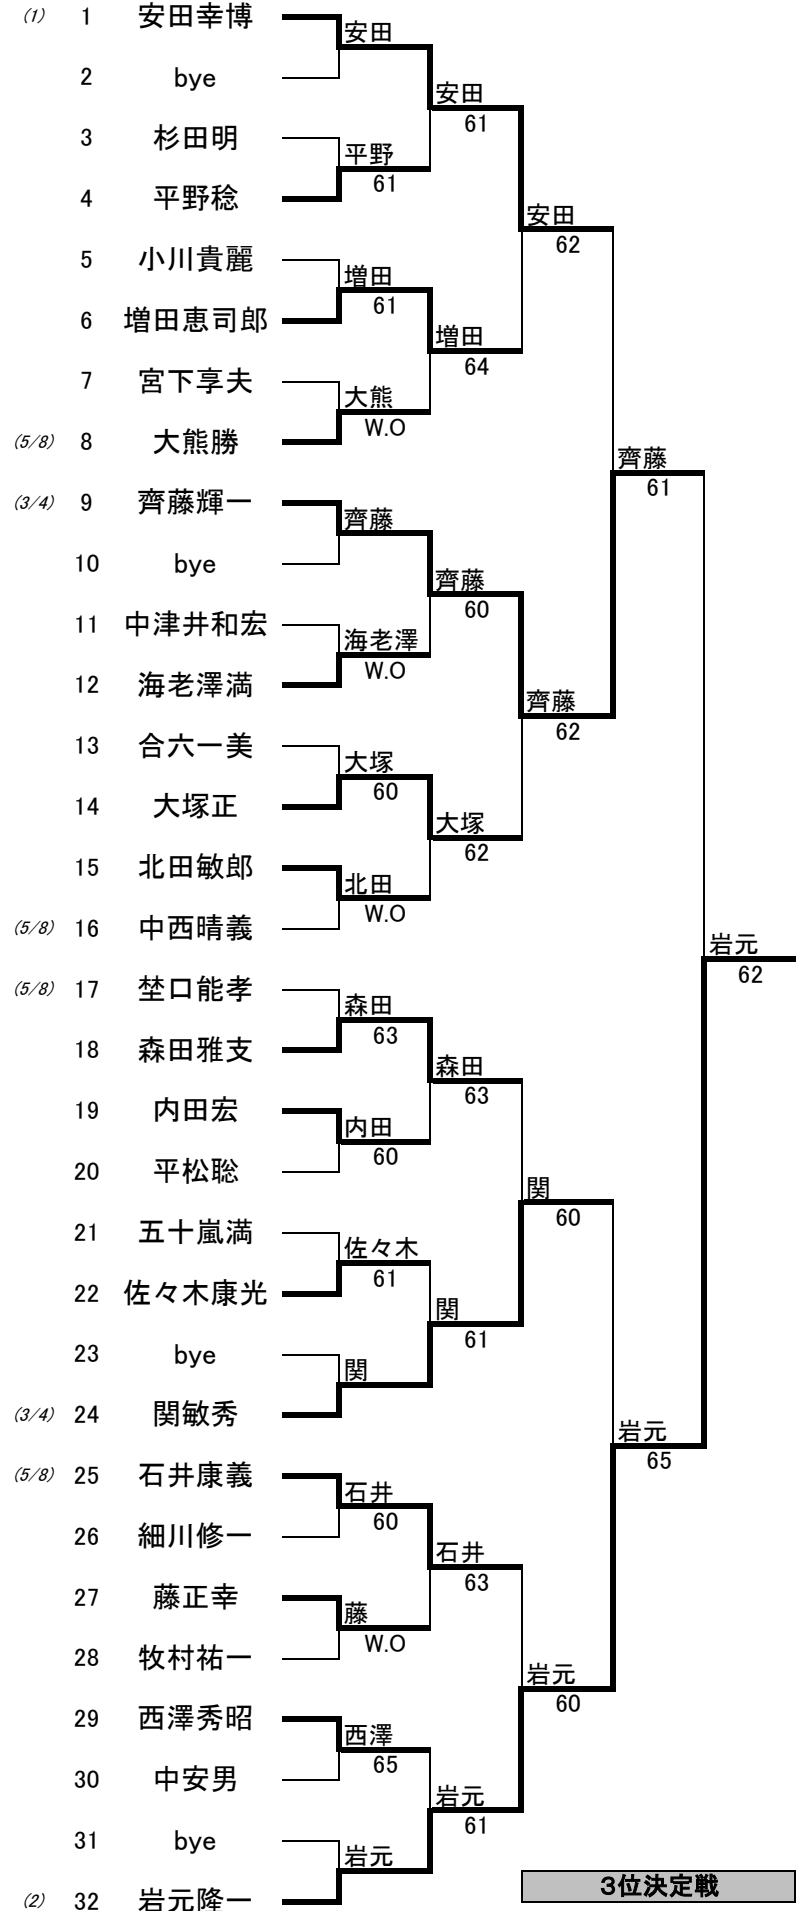 (1) 1 安田幸博
安田
2 bye
安田
61
3 杉田明
平野
61
4 平野稔
安田
62
5 小川貴麗
増田
61
6 増田恵司郎
増田
64
7 宮下享夫
大熊
W.O
(5/8) 8 大熊勝
齊藤
61
(3/4) 9 齊藤輝一
齊藤
10 bye
齊藤
60
11 中津井和宏
海老澤
W.O
12 海老澤満
齊藤
62
13 合六一美
大塚
60
14 大塚正
大塚
62
15 北田敏郎
北田
W.O
(5/8) 16 中西晴義
岩元
62
(5/8) 17 埜口能孝
森田
63
18 森田雅支
森田
63
19 内田宏
内田
60
20 平松聡
関
60
21 五十嵐満
佐々木
61
22 佐々木康光
関
61
23 bye
関
(3/4) 24 関敏秀
岩元
65
(5/8) 25 石井康義
石井
60
26 細川修一
石井
63
27 藤正幸
藤
W.O
28 牧村祐一
岩元
60
29 西澤秀昭
西澤
65
30 中安男
岩元
61
31 bye
岩元
(2) 32 岩元隆一
3位決定戦